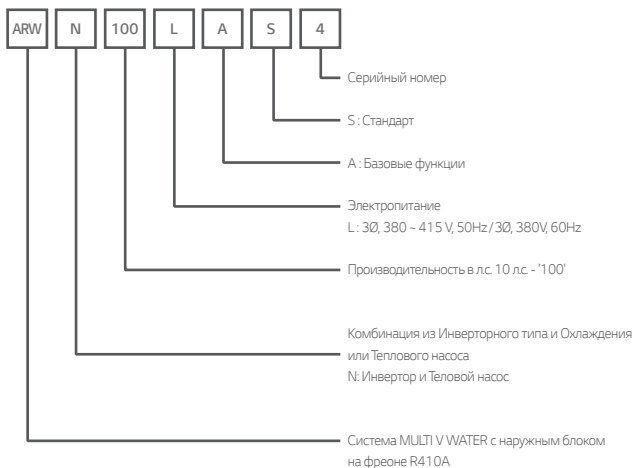 ARW N 100 L A S 4
Серийный номер
S : Стандарт
A : Базовые функции
Электропитание
L : 3Ø, 380 ~ 415 V, 50Hz / 3Ø, 380V, 60Hz
Производительность в л.с. 10 л.с. - '100'
Комбинация из Инверторного типа и Охлаждения
или Теплового насоса
N: Инвертор и Теловой насос
Система MULTI V WATER с наружным блоком
на фреоне R410A